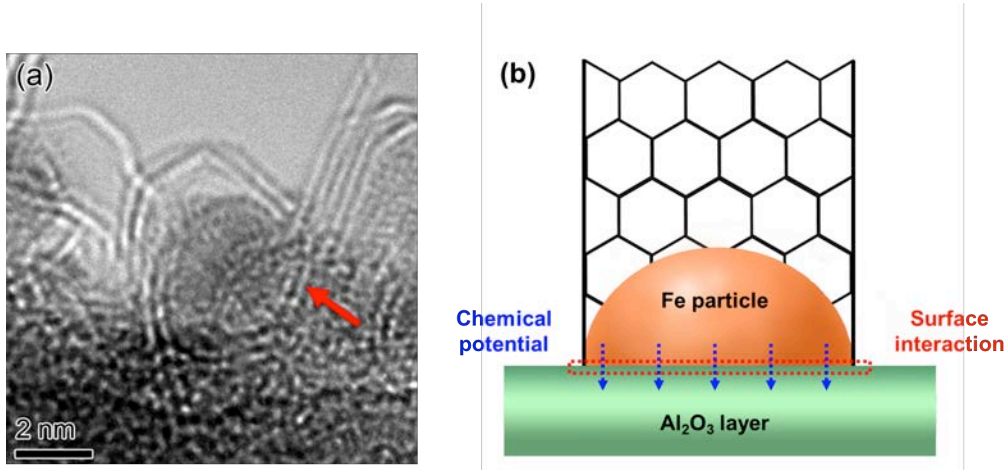 (a)
2 nm
(b)
Fe particle
Chemical
potential
Surface
interaction
Al₂O₃ layer